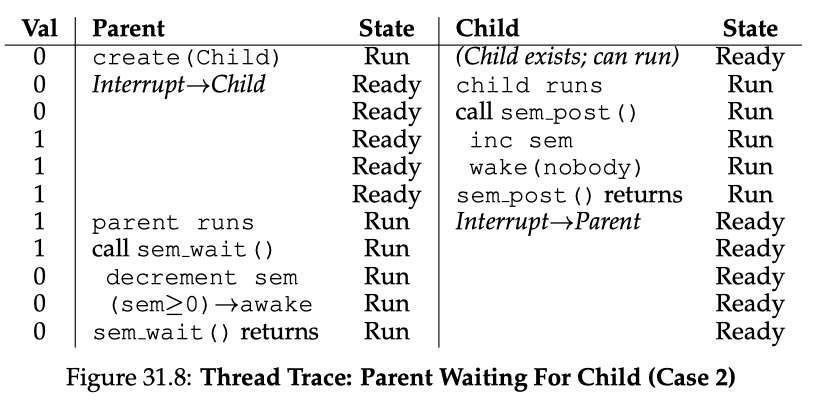 Val Parent State Child State
0 create(Child) Run (Child exists; can run) Ready
0 Interrupt→Child Ready child runs Run
0 Ready call sem_post() Run
1 Ready inc sem Run
1 Ready wake(nobody) Run
1 Ready sem_post() returns Run
1 parent runs Run Interrupt→Parent Ready
1 call sem_wait() Run Ready
0 decrement sem Run Ready
0 (sem≥0)→awake Run Ready
0 sem_wait() returns Run Ready
Figure 31.8: Thread Trace: Parent Waiting For Child (Case 2)